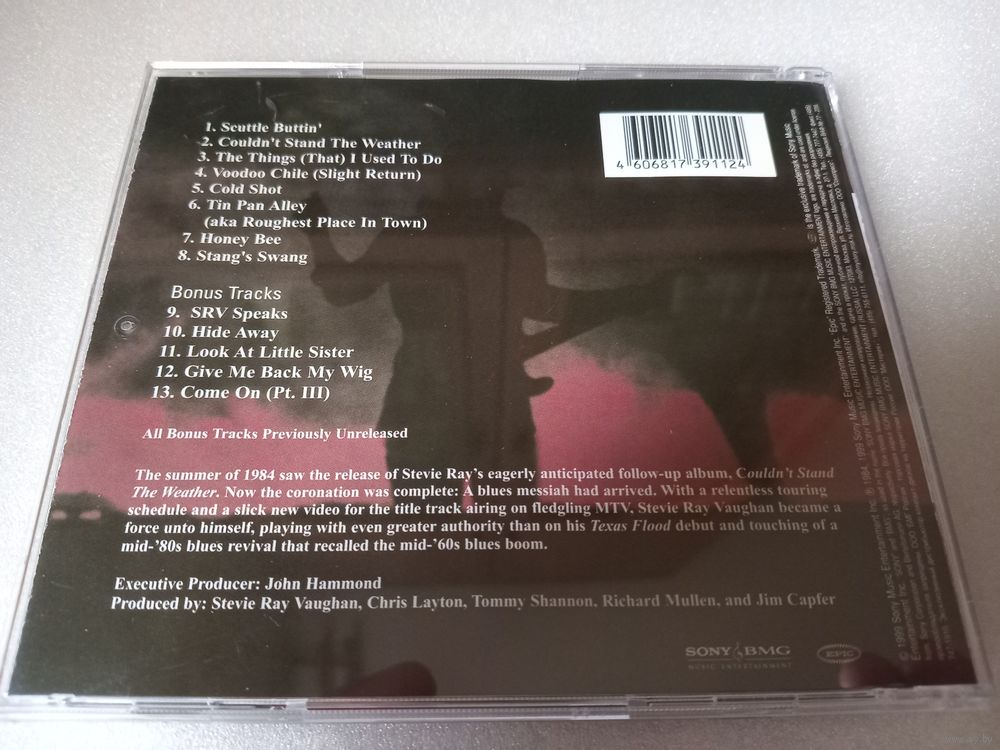 1. Scuttle Buttin'
2. Couldn't Stand The Weather
3. The Things (That) I Used To Do
4. Voodoo Chile (Slight Return)
5. Cold Shot
6. Tin Pan Alley
(aka Roughest Place In Town)
7. Honey Bee
8. Stang's Swang
Bonus Tracks
9. SRV Speaks
10. Hide Away
11. Look At Little Sister
12. Give Me Back My Wig
13. Come On (Pt. III)
All Bonus Tracks Previously Unreleased
The summer of 1984 saw the release of Stevie Ray's eagerly anticipated follow-up album, Couldn't Stand
The Weather. Now the coronation was complete: A blues messiah had arrived. With a relentless touring
schedule and a slick new video for the title track airing on fledgling MTV. Stevie Ray Vaughan became a
force unto himself, playing with even greater authority than on his Texas Flood debut and touching of a
mid-'80s blues revival that recalled the mid-'60s blues boom.
Executive Producer: John Hammond
Produced by: Stevie Ray Vaughan, Chris Layton, Tommy Shannon, Richard Mullen, and Jim Capfer
4 606817 391124
SONY BMG
MUSIC ENTERTAINMENT
EPIC